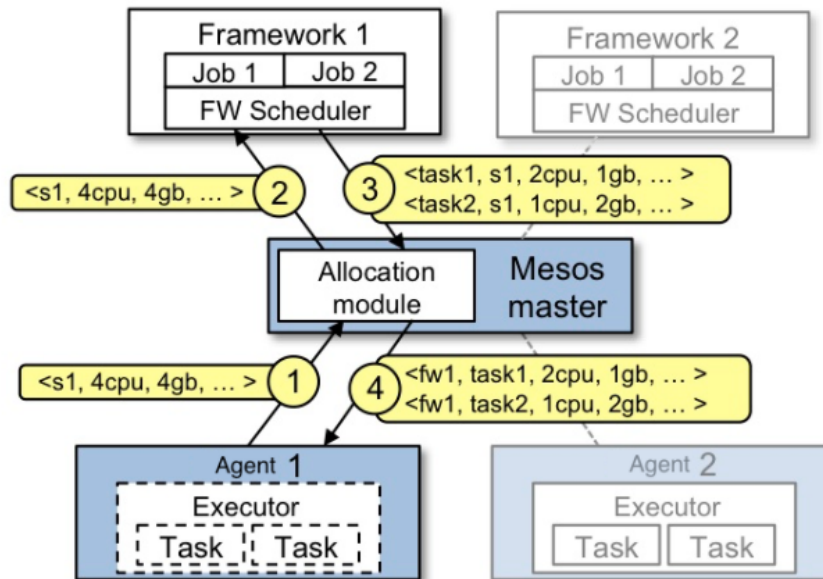 Framework 1
Job 1 Job 2
FW Scheduler
Framework 2
Job 1 Job 2
FW Scheduler
<s1, 4cpu, 4gb, … >
2
3
<task1, s1, 2cpu, 1gb, … >
<task2, s1, 1cpu, 2gb, … >
Allocation
module
Mesos
master
<s1, 4cpu, 4gb, … >
1
4
<fw1, task1, 2cpu, 1gb, … >
<fw1, task2, 1cpu, 2gb, … >
Agent 1
Executor
Task Task
Agent 2
Executor
Task Task